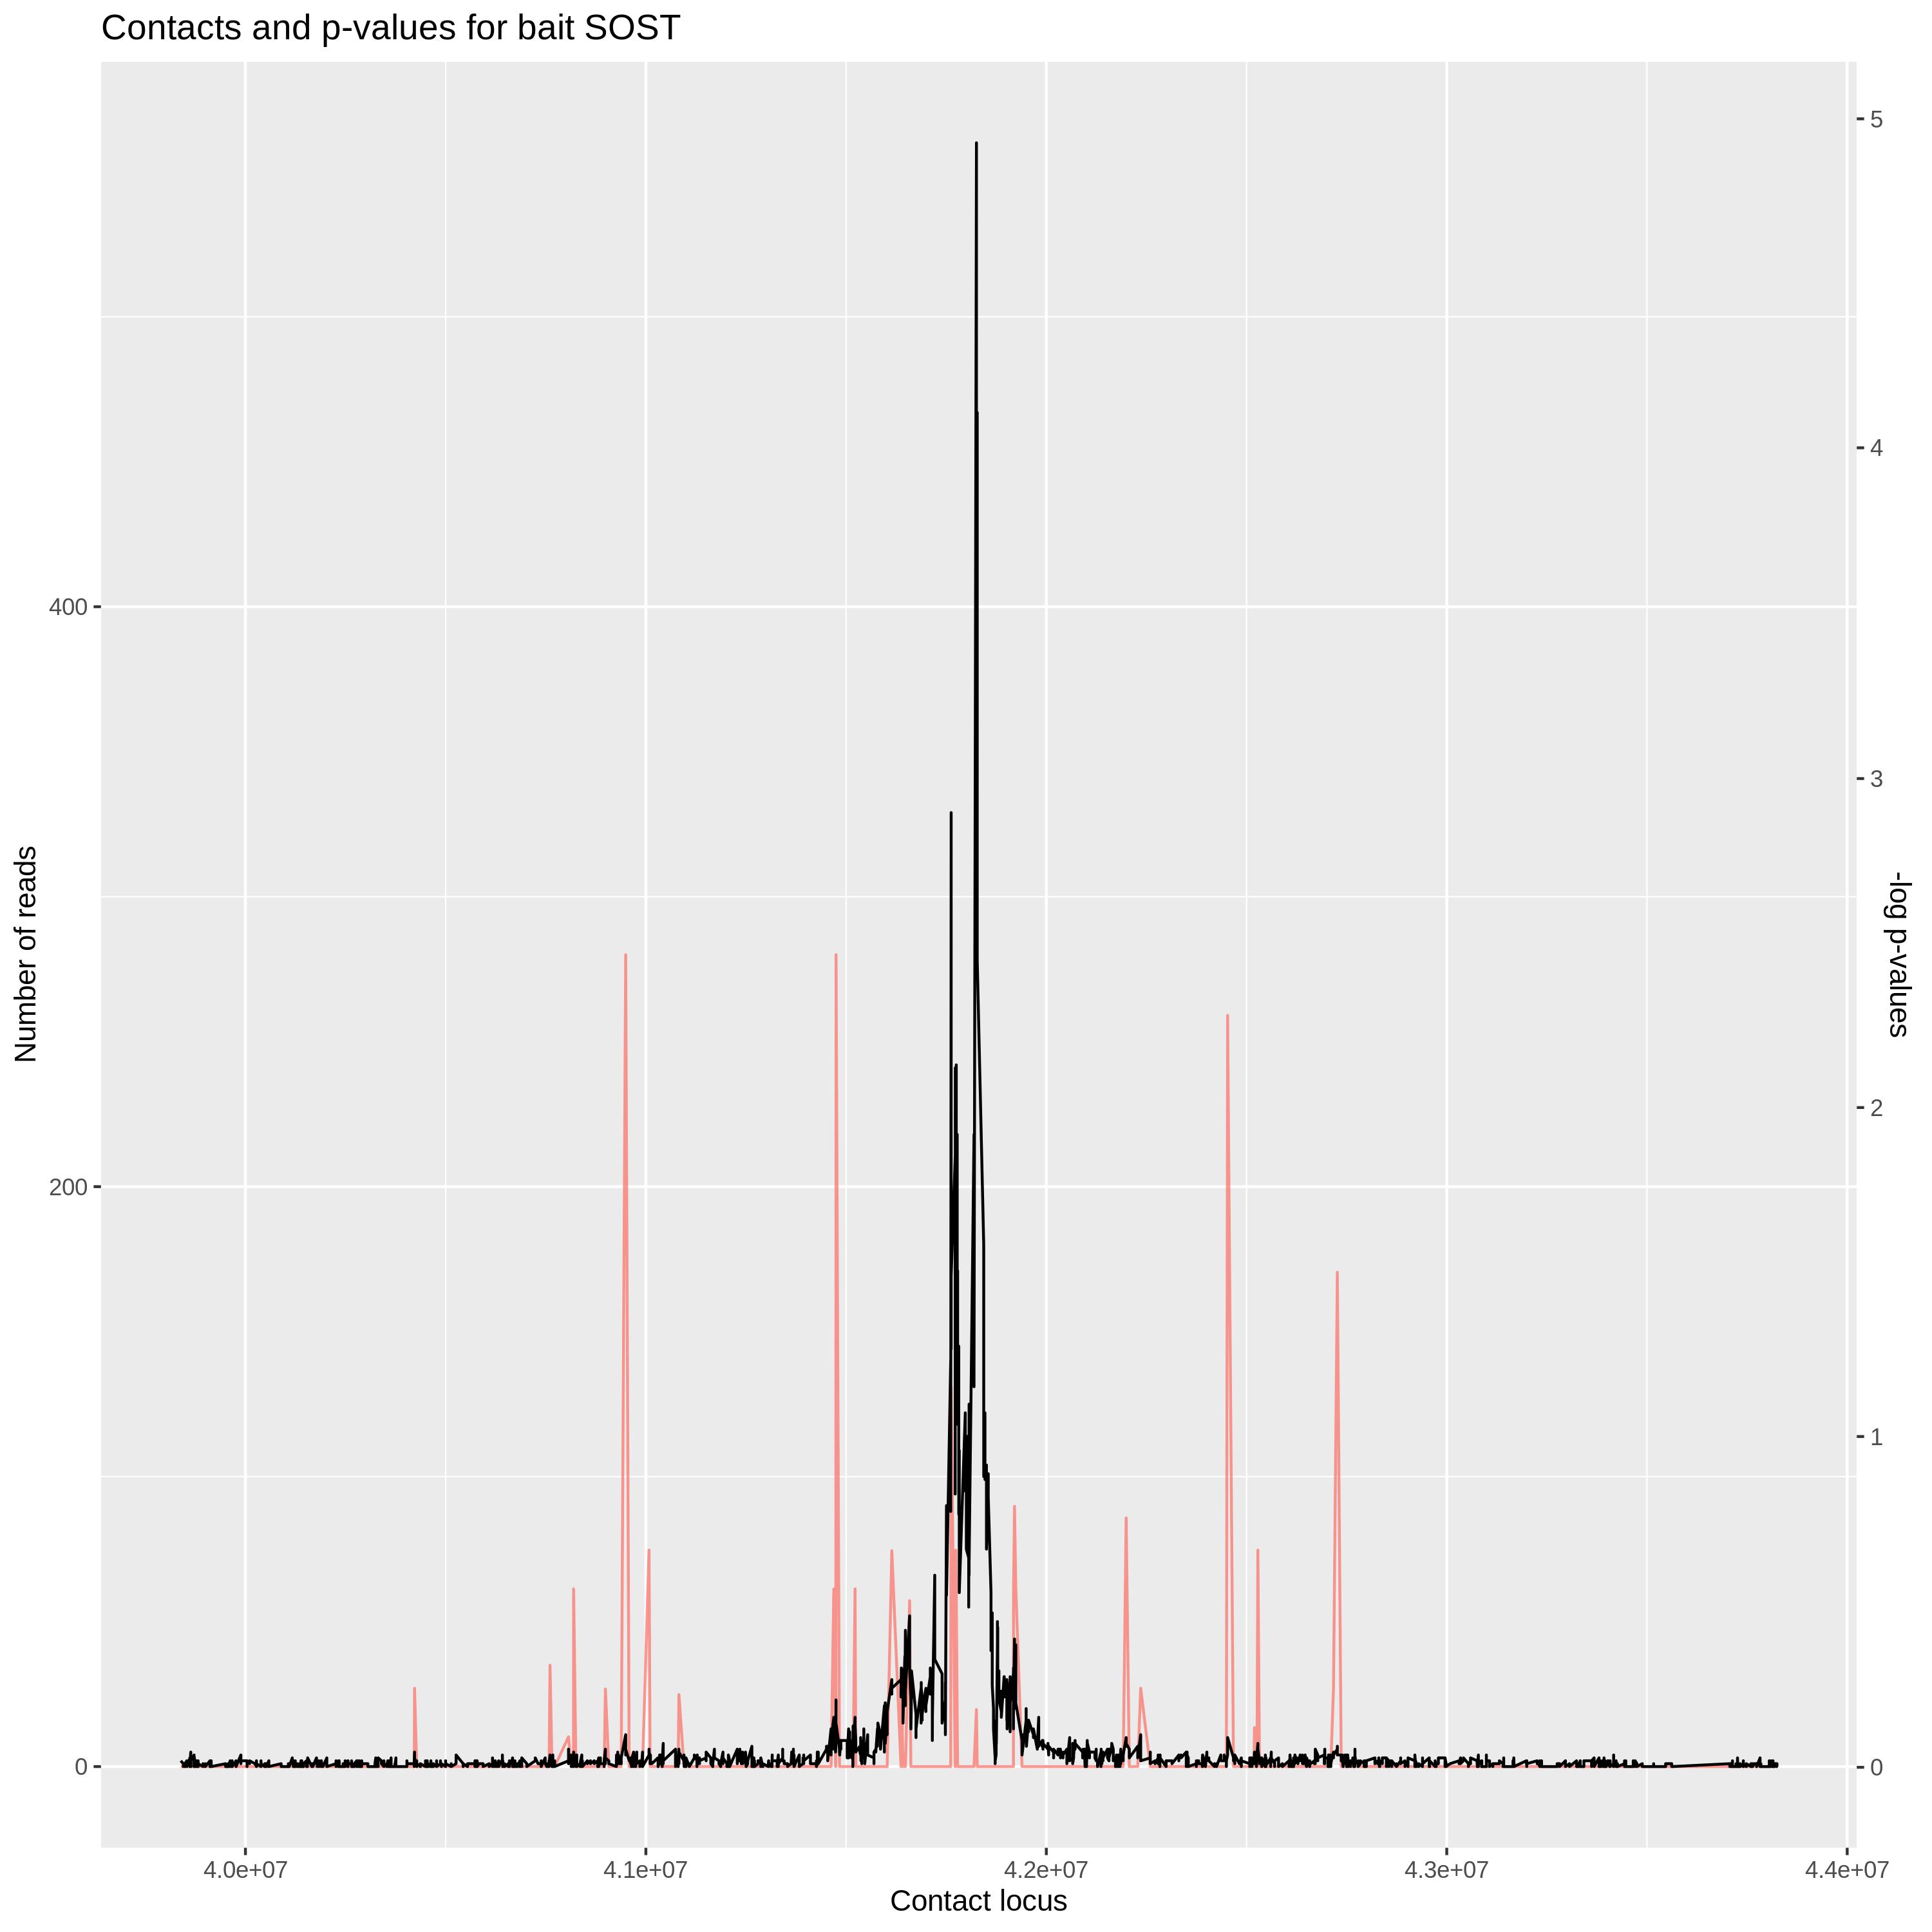 Contacts and p-values for bait SOST
Number of reads
400
200
0
5
4
3
2
1
0
-log p-values
4.0e+07
4.1e+07
4.2e+07
4.3e+07
4.4e+07
Contact locus